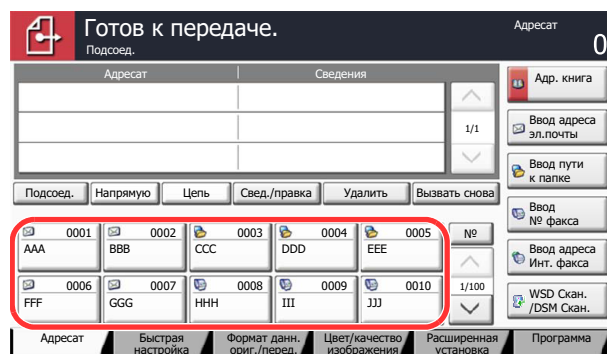 Готов к передаче.
Подсоед.
Адресат
0
Адресат
Сведения
1/1
Подсоед.
Напрямую
Цепь
Свед./правка
Удалить
Вызвать снова
0001
AAA
0002
BBB
0003
CCC
0004
DDD
0005
EEE
0006
FFF
0007
GGG
0008
HHH
0009
III
0010
JJJ
№
1/100
Адр. книга
Ввод адреса
эл.почты
Ввод пути
к папке
Ввод
№ факса
Ввод адреса
Инт. факса
WSD Скан.
/DSM Скан.
Адресат
Быстрая
настройка
Формат данн.
ориг./перед.
Цвет/качество
изображения
Расширенная
установка
Программа